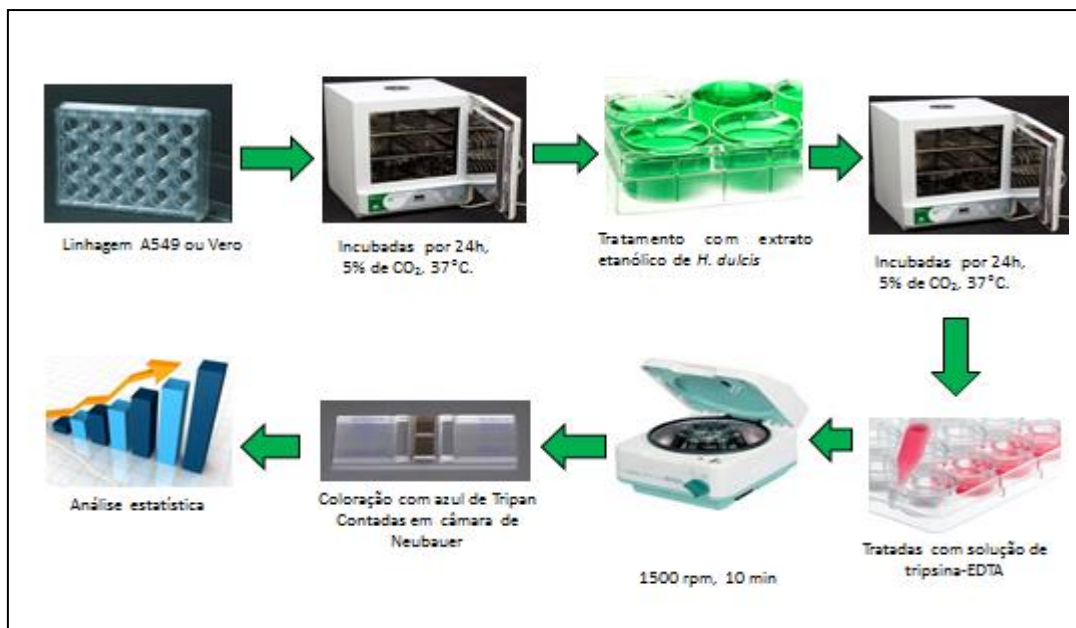 Linhagem A549 ou Vero
Incubadas por 24h,
5% de CO₂, 37°C.
Tratamento com extrato
etanólico de H. dulcis
Incubadas por 24h,
5% de CO₂, 37°C.
Tratadas com solução de
tripsina-EDTA
1500 rpm, 10 min
Coloração com azul de Tripan
Contadas em câmara de
Neubauer
Análise estatística